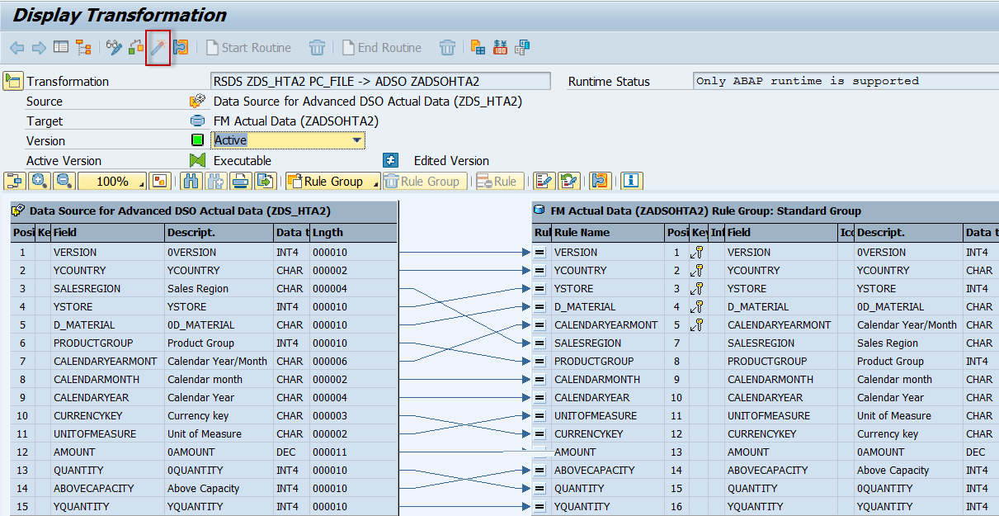 Display Transformation
Start Routine End Routine
Transformation RSDS ZDS_HTA2 PC_FILE -> ADSO ZADSOHTA2 Runtime Status Only ABAP runtime is supported
Source Data Source for Advanced DSO Actual Data (ZDS_HTA2)
Target FM Actual Data (ZADSOHTA2)
Version Active
Active Version Executable Edited Version
100% Rule Group Rule Group Rule
Data Source for Advanced DSO Actual Data (ZDS_HTA2) FM Actual Data (ZADSOHTA2) Rule Group: Standard Group
Posi Ke Field Descript. Data t Lngth Rul Rule Name Posi Key Inf Field Ico Descript. Data t
1 VERSION 0VERSION INT4 000010 VERSION 1 VERSION 0VERSION INT4
2 YCOUNTRY YCOUNTRY CHAR 000002 YCOUNTRY 2 YCOUNTRY YCOUNTRY CHAR
3 SALESREGION Sales Region CHAR 000004 YSTORE 3 YSTORE YSTORE INT4
4 YSTORE YSTORE INT4 000010 D_MATERIAL 4 D_MATERIAL 0D_MATERIAL CHAR
5 D_MATERIAL 0D_MATERIAL CHAR 000010 CALENDARYEARMONT 5 CALENDARYEARMONT Calendar Year/Month CHAR
6 PRODUCTGROUP Product Group INT4 000010 SALESREGION 7 SALESREGION Sales Region CHAR
7 CALENDARYEARMONT Calendar Year/Month CHAR 000006 PRODUCTGROUP 8 PRODUCTGROUP Product Group INT4
8 CALENDARMONTH Calendar month CHAR 000002 CALENDARMONTH 9 CALENDARMONTH Calendar month CHAR
9 CALENDARYEAR Calendar Year CHAR 000004 CALENDARYEAR 10 CALENDARYEAR Calendar Year CHAR
10 CURRENCYKEY Currency key CHAR 000003 UNITOFMEASURE 11 UNITOFMEASURE Unit of Measure CHAR
11 UNITOFMEASURE Unit of Measure CHAR 000002 CURRENCYKEY 12 CURRENCYKEY Currency key CHAR
12 AMOUNT 0AMOUNT DEC 000011 AMOUNT 13 AMOUNT 0AMOUNT DEC
13 QUANTITY 0QUANTITY INT4 000010 ABOVECAPACITY 14 ABOVECAPACITY Above Capacity INT4
14 ABOVECAPACITY Above Capacity INT4 000010 QUANTITY 15 QUANTITY 0QUANTITY INT4
15 YQUANTITY YQUANTITY INT4 000010 YQUANTITY 16 YQUANTITY YQUANTITY INT4